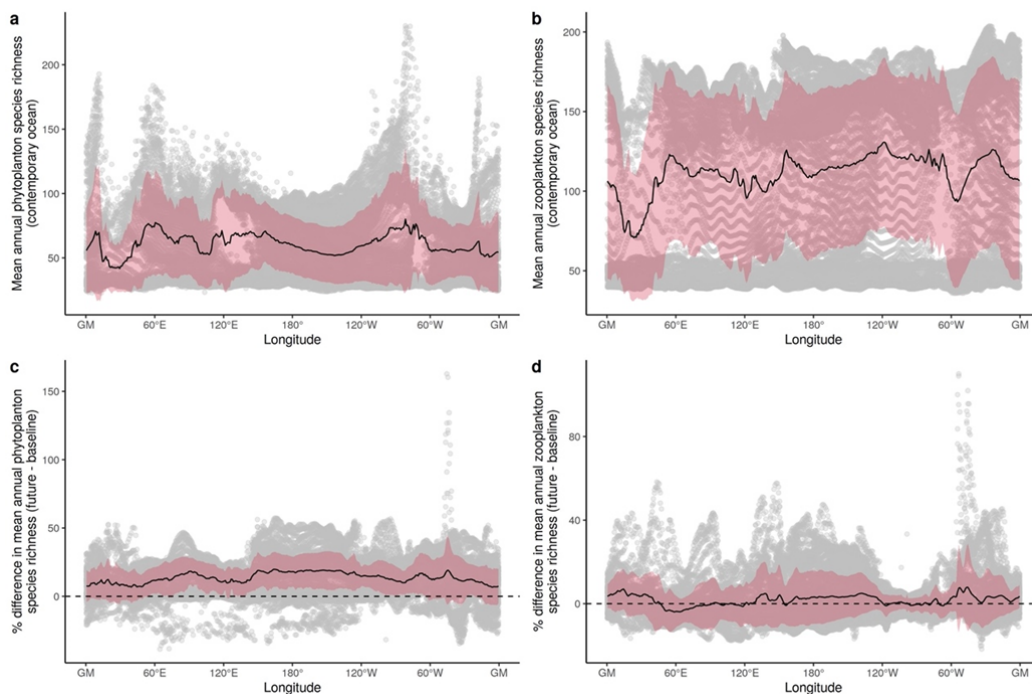 a
Mean annual phytoplankton species richness
(contemporary ocean)
200
150
100
50
GM
60°E
120°E
180°
120°W
60°W
GM
Longitude
b
Mean annual zooplankton species richness
(contemporary ocean)
200
150
100
50
GM
60°E
120°E
180°
120°W
60°W
GM
Longitude
c
% difference in mean annual phytoplankton
species richness (future - baseline)
150
100
50
0
GM
60°E
120°E
180°
120°W
60°W
GM
Longitude
d
% difference in mean annual zooplankton
species richness (future - baseline)
80
40
0
GM
60°E
120°E
180°
120°W
60°W
GM
Longitude